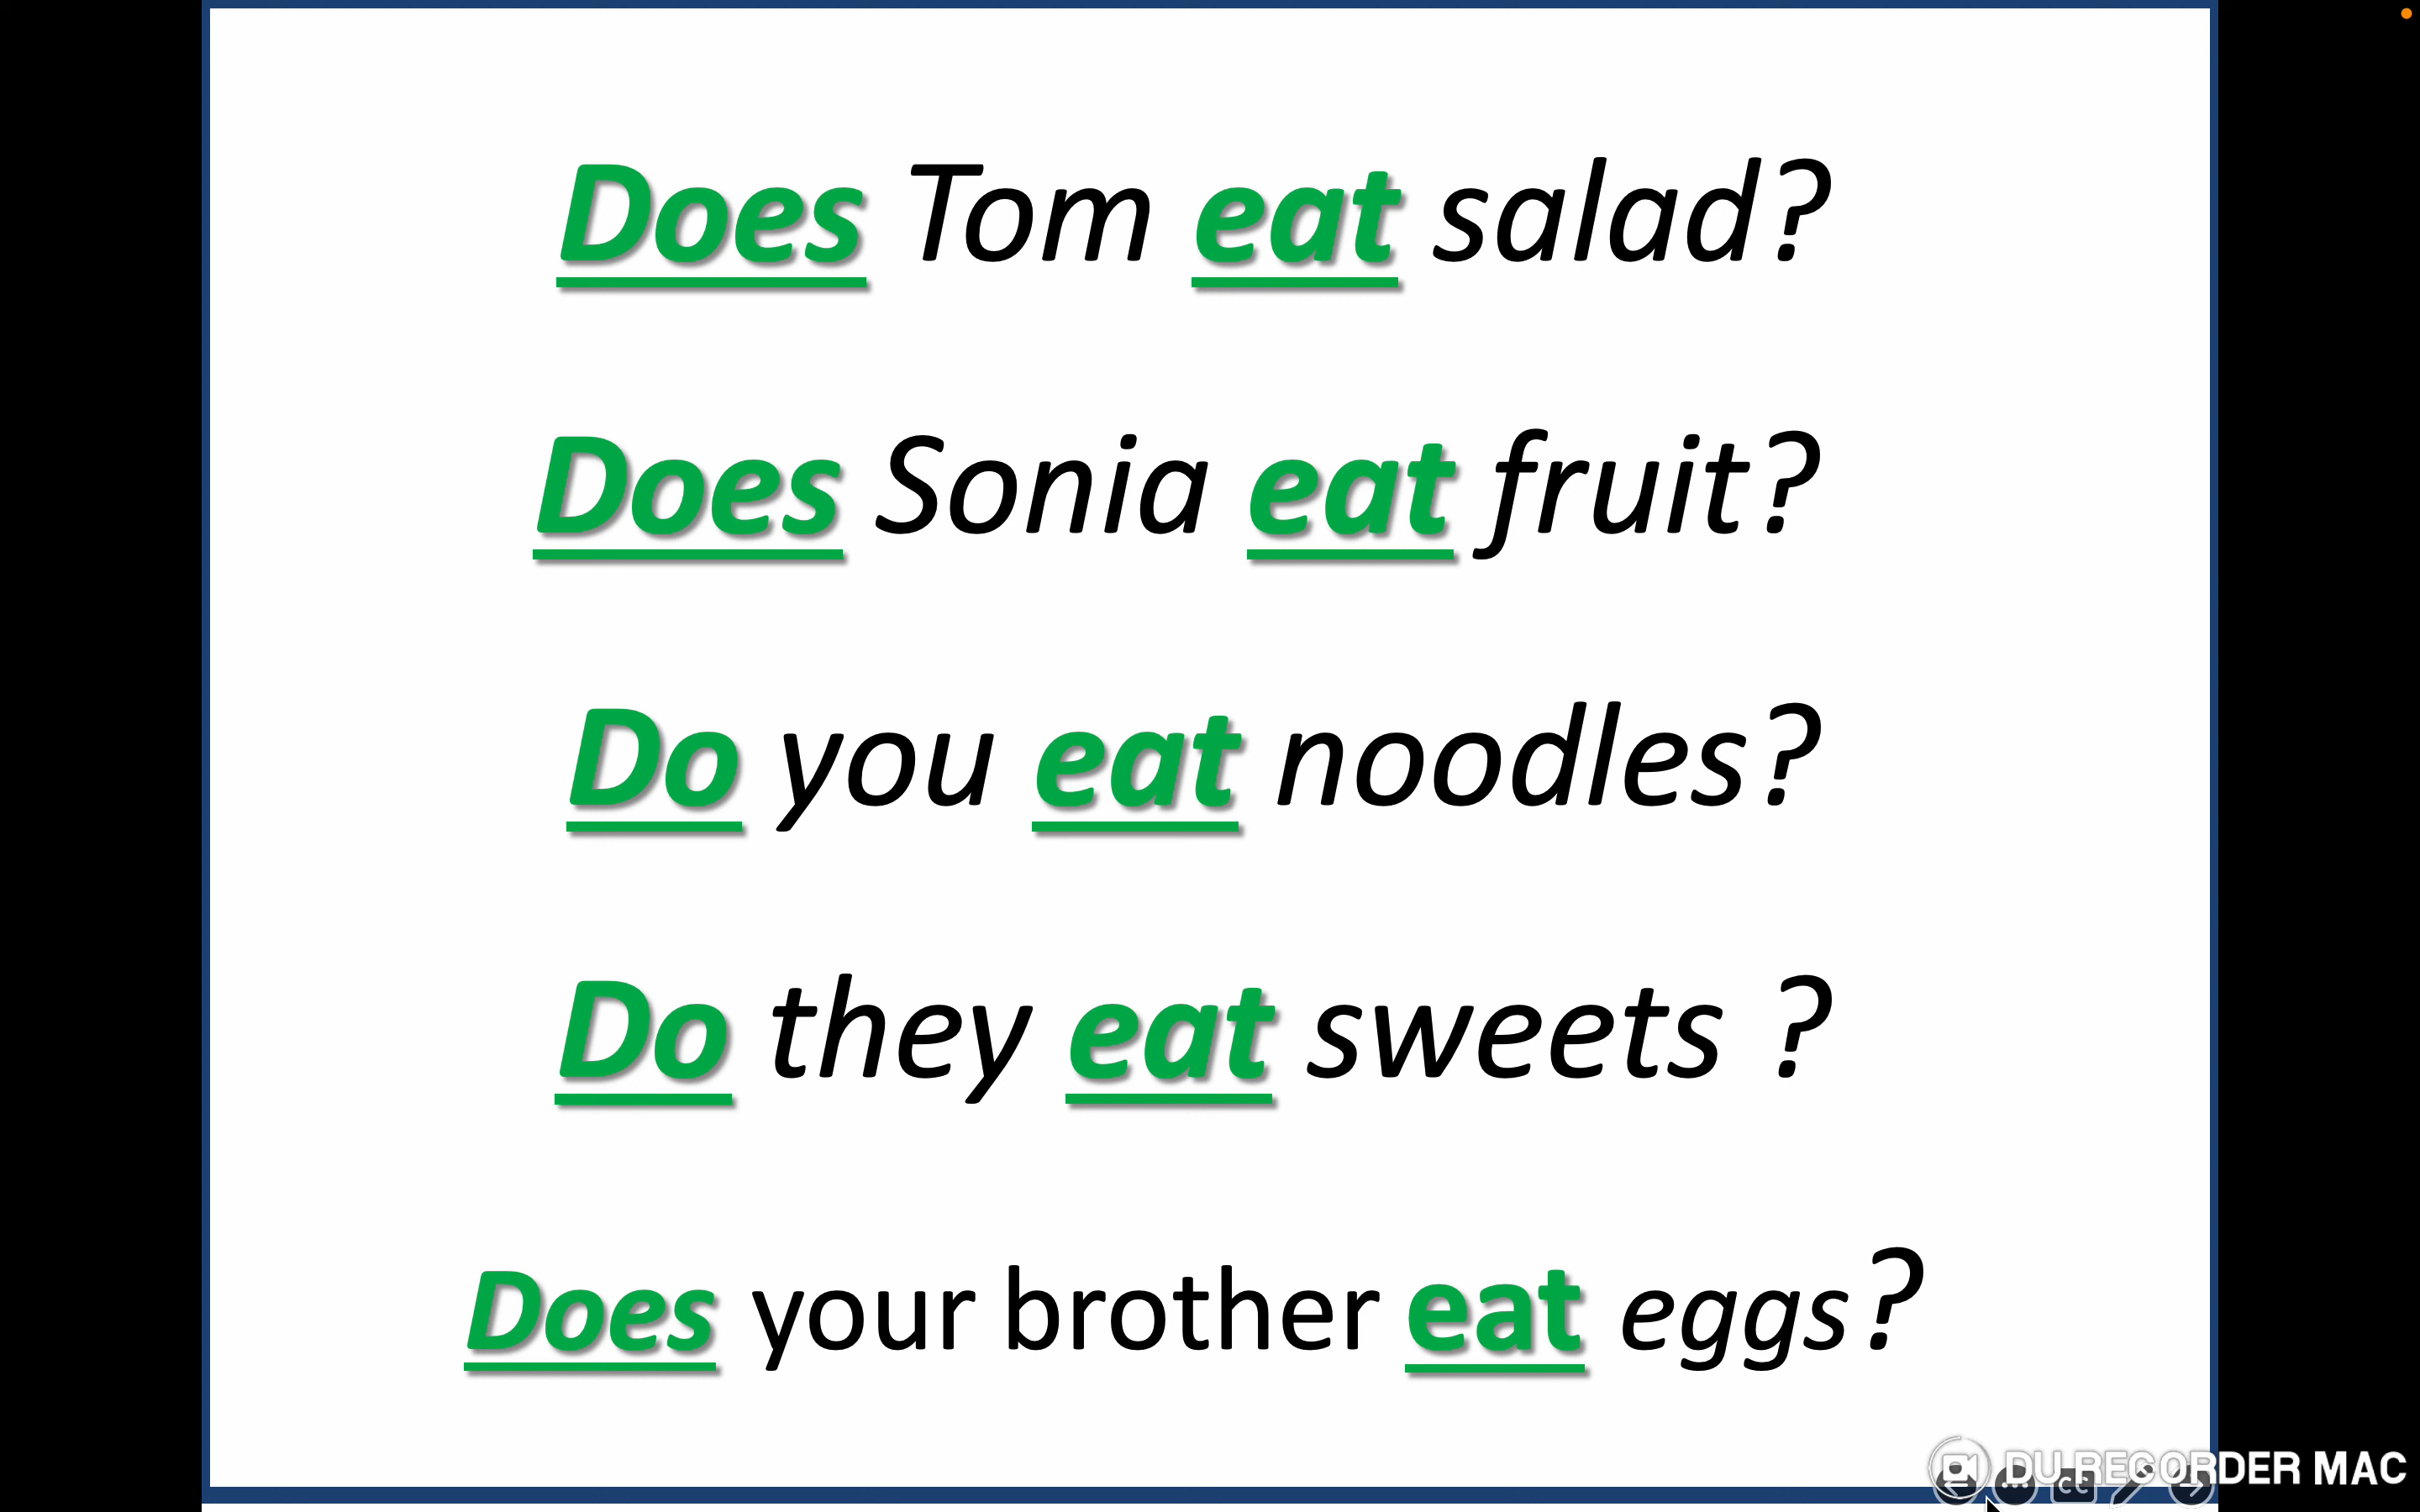 Does Tom eat salad?
Does Sonia eat fruit?
Do you eat noodles?
Do they eat sweets ?
Does your brother eat eggs?
DU RECORDER MAC
CC